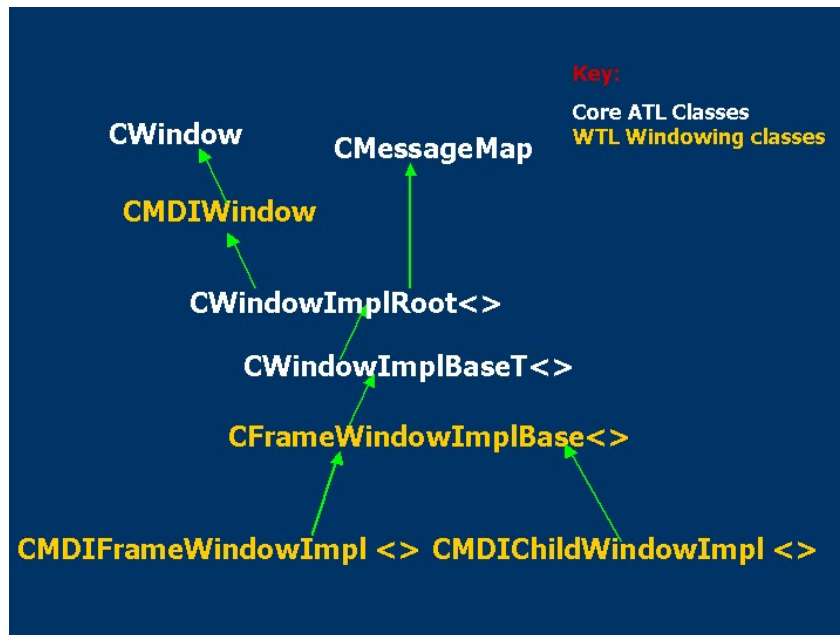 Key:
Core ATL Classes
WTL Windowing classes
CWindow
CMessageMap
CMDIWindow
CWindowImplRoot<>
CWindowImplBaseT<>
CFrameWindowImplBase<>
CMDIFrameWindowImpl <>
CMDIChildWindowImpl <>